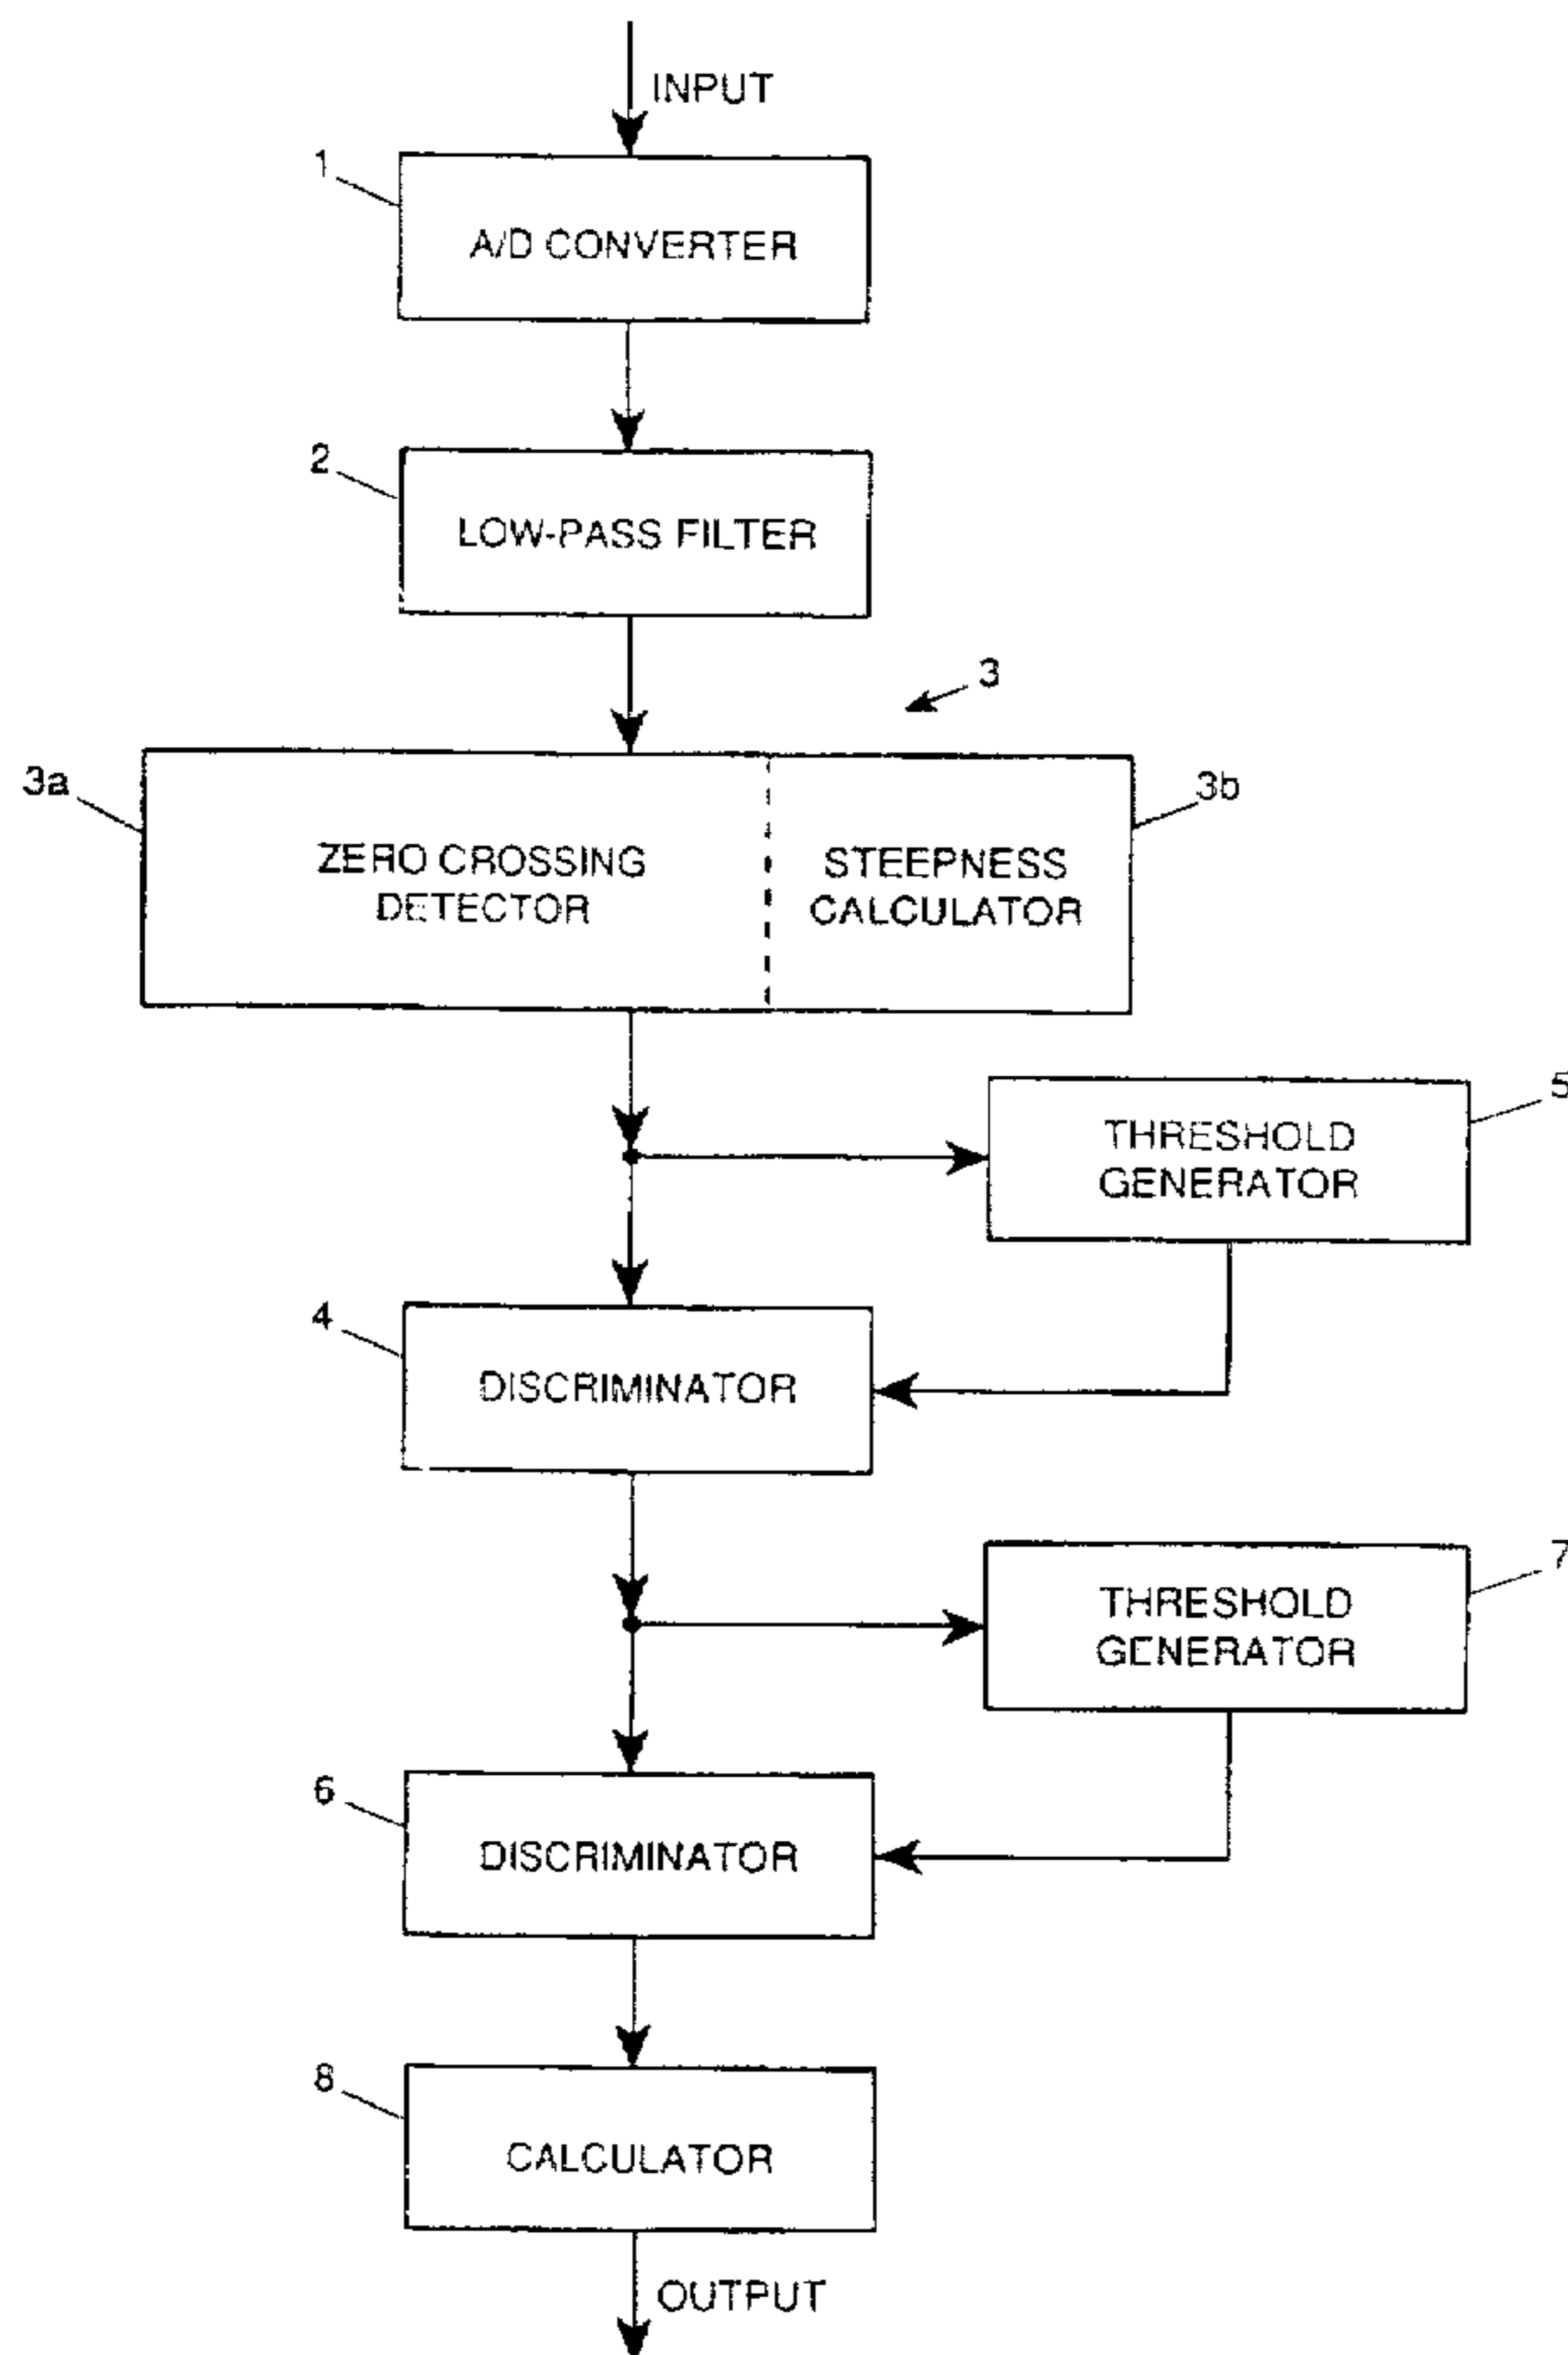 INPUT
1
A/D CONVERTER
2
LOW-PASS FILTER
3
3a
3b
ZERO CROSSING
DETECTOR
STEEPNESS
CALCULATOR
5
THRESHOLD
GENERATOR
4
DISCRIMINATOR
7
THRESHOLD
GENERATOR
6
DISCRIMINATOR
8
CALCULATOR
OUTPUT